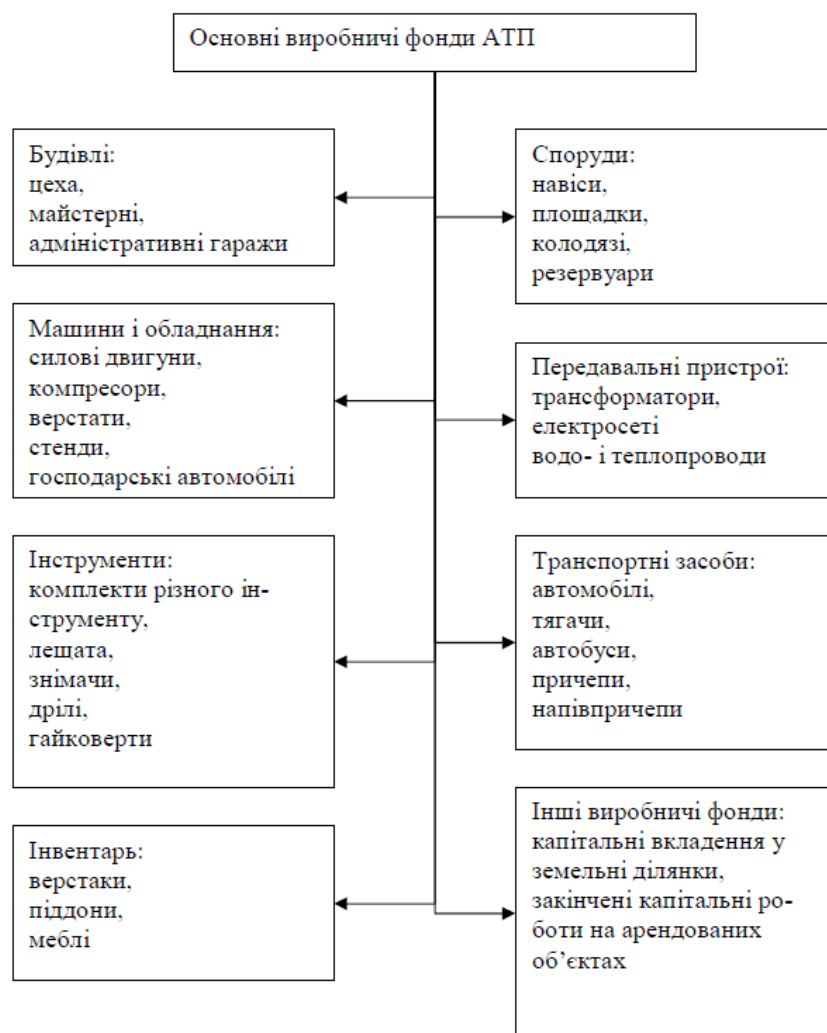 Основні виробничі фонди АТП
Будівлі:
цеха,
майстерні,
адміністративні гаражи
Споруди:
навіси,
площадки,
колодязі,
резервуари
Машини і обладнання:
силові двигуни,
компресори,
верстати,
стенди,
господарські автомобілі
Передавальні пристрої:
трансформатори,
електросеті
водо- і теплопроводи
Інструменти:
комплекти різного ін-
струменту,
лещата,
знімачи,
дрілі,
гайковерти
Транспортні засоби:
автомобілі,
тягачи,
автобуси,
причепи,
напівпричепи
Інвентарь:
верстаки,
піддони,
меблі
Інші виробничі фонди:
капітальні вкладення у
земельні ділянки,
закінчені капітальні ро-
боти на арендованих
об’єктах